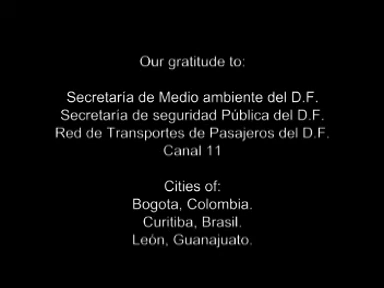 Our gratitude to:
Secretaría de Medio ambiente del D.F.
Secretaría de seguridad Pública del D.F.
Red de Transportes de Pasajeros del D.F.
Canal 11
Cities of:
Bogota, Colombia.
Curitiba, Brasil.
León, Guanajuato.